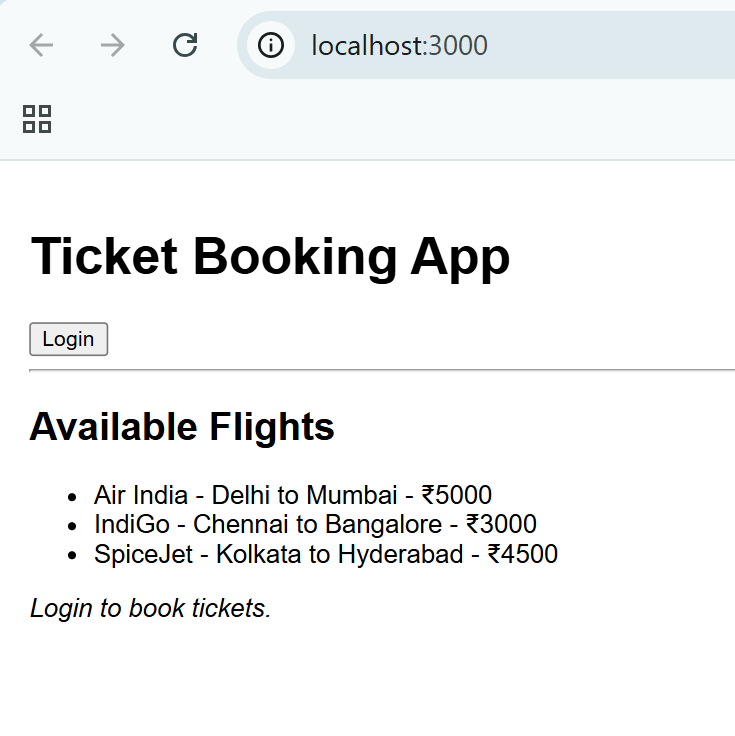 localhost:3000
Ticket Booking App
Login
Available Flights
Air India - Delhi to Mumbai - ₹5000
IndiGo - Chennai to Bangalore - ₹3000
SpiceJet - Kolkata to Hyderabad - ₹4500
Login to book tickets.